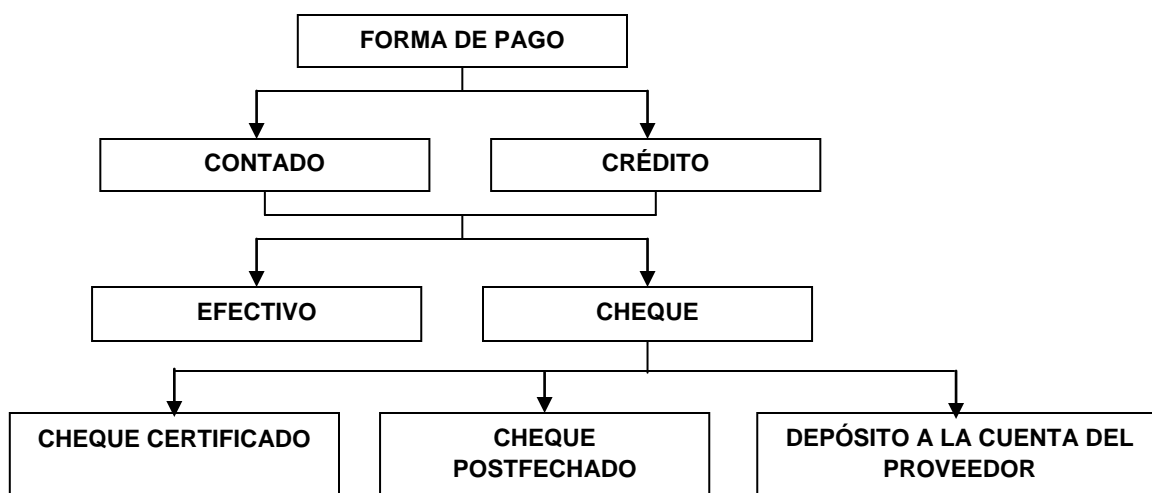 FORMA DE PAGO
CONTADO
CRÉDITO
EFECTIVO
CHEQUE
CHEQUE CERTIFICADO
CHEQUE
POSTFECHADO
DEPÓSITO A LA CUENTA DEL
PROVEEDOR